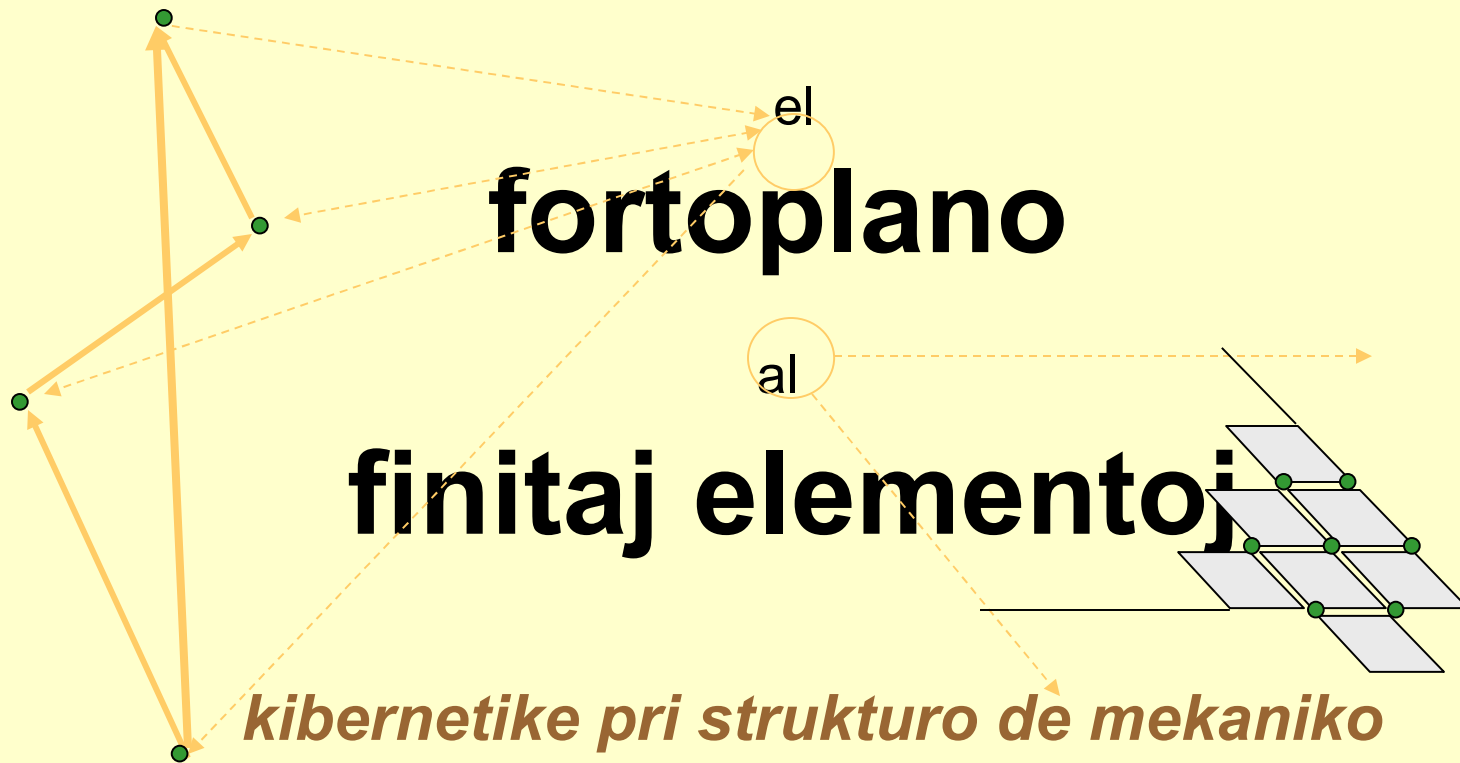 el
fortoplano
al
finitaj elementoj
kibernetike pri strukturo de mekaniko